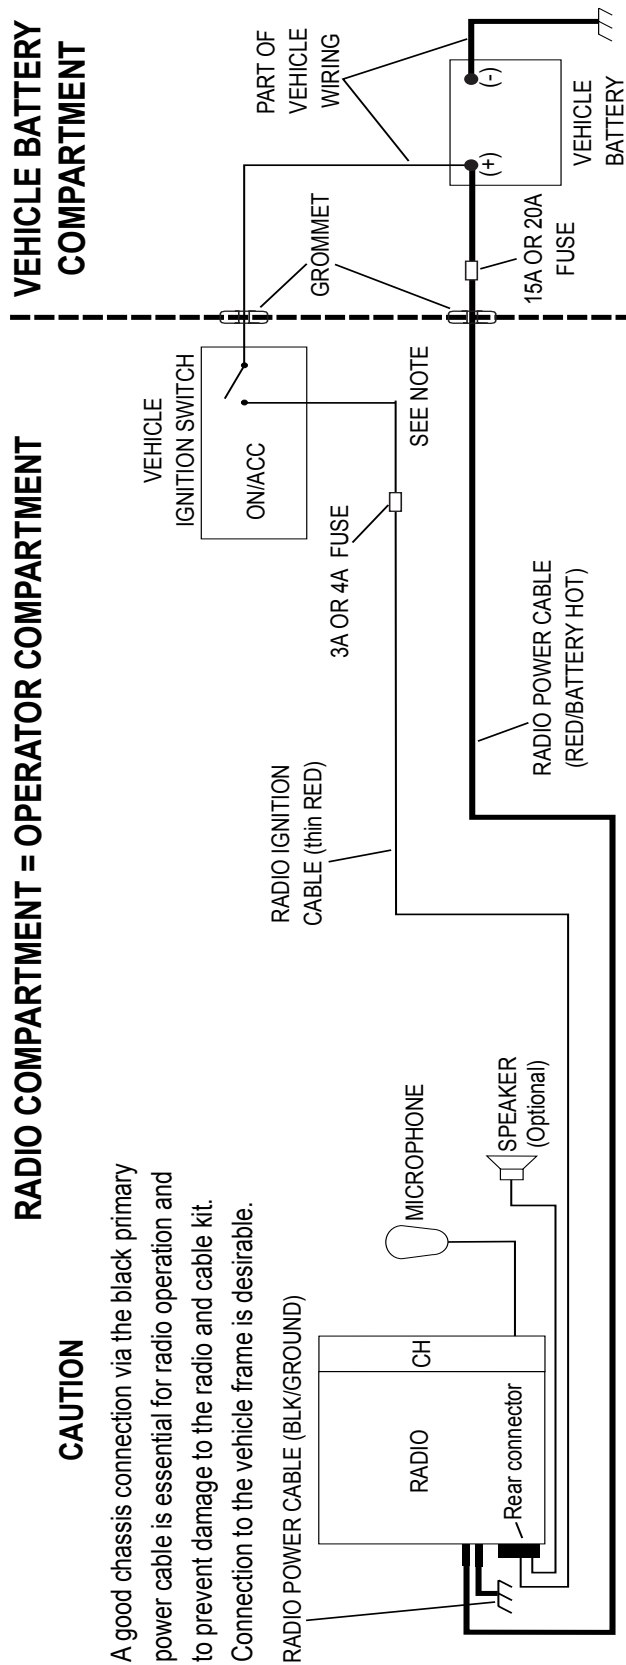 RADIO COMPARTMENT = OPERATOR COMPARTMENT
VEHICLE BATTERY
COMPARTMENT
CAUTION
A good chassis connection via the black primary
power cable is essential for radio operation and
to prevent damage to the radio and cable kit.
Connection to the vehicle frame is desirable.
RADIO POWER CABLE (BLK/GROUND)
RADIO
CH
Rear connector
MICROPHONE
SPEAKER
(Optional)
RADIO IGNITION
CABLE (thin RED)
3A OR 4A FUSE
VEHICLE
IGNITION SWITCH
ON/ACC
SEE NOTE
RADIO POWER CABLE
(RED/BATTERY HOT)
GROMMET
PART OF
VEHICLE
WIRING
15A OR 20A
FUSE
(+)
(-)
VEHICLE
BATTERY